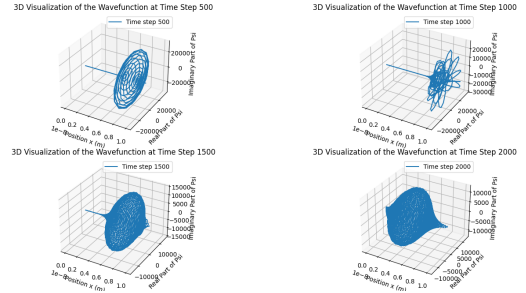 3D Visualization of the Wavefunction at Time Step 500
Time step 500
20000
0
−20000
Imaginary Part of Psi
20000
0
−20000
Real Part of Psi
0.0 0.2 0.4 0.6 0.8 1.0
Position x (m)
3D Visualization of the Wavefunction at Time Step 1000
Time step 1000
20000
10000
0
−10000
−20000
−30000
Imaginary Part of Psi
20000
0
−20000
Real Part of Psi
0.0 0.2 0.4 0.6 0.8 1.0
Position x (m)
3D Visualization of the Wavefunction at Time Step 1500
Time step 1500
15000
10000
5000
0
−5000
−10000
−15000
Imaginary Part of Psi
10000
0
−10000
Real Part of Psi
0.0 0.2 0.4 0.6 0.8 1.0
Position x (m)
3D Visualization of the Wavefunction at Time Step 2000
Time step 2000
10000
5000
0
−5000
−10000
Imaginary Part of Psi
10000
5000
0
−5000
−10000
Real Part of Psi
0.0 0.2 0.4 0.6 0.8 1.0
Position x (m)